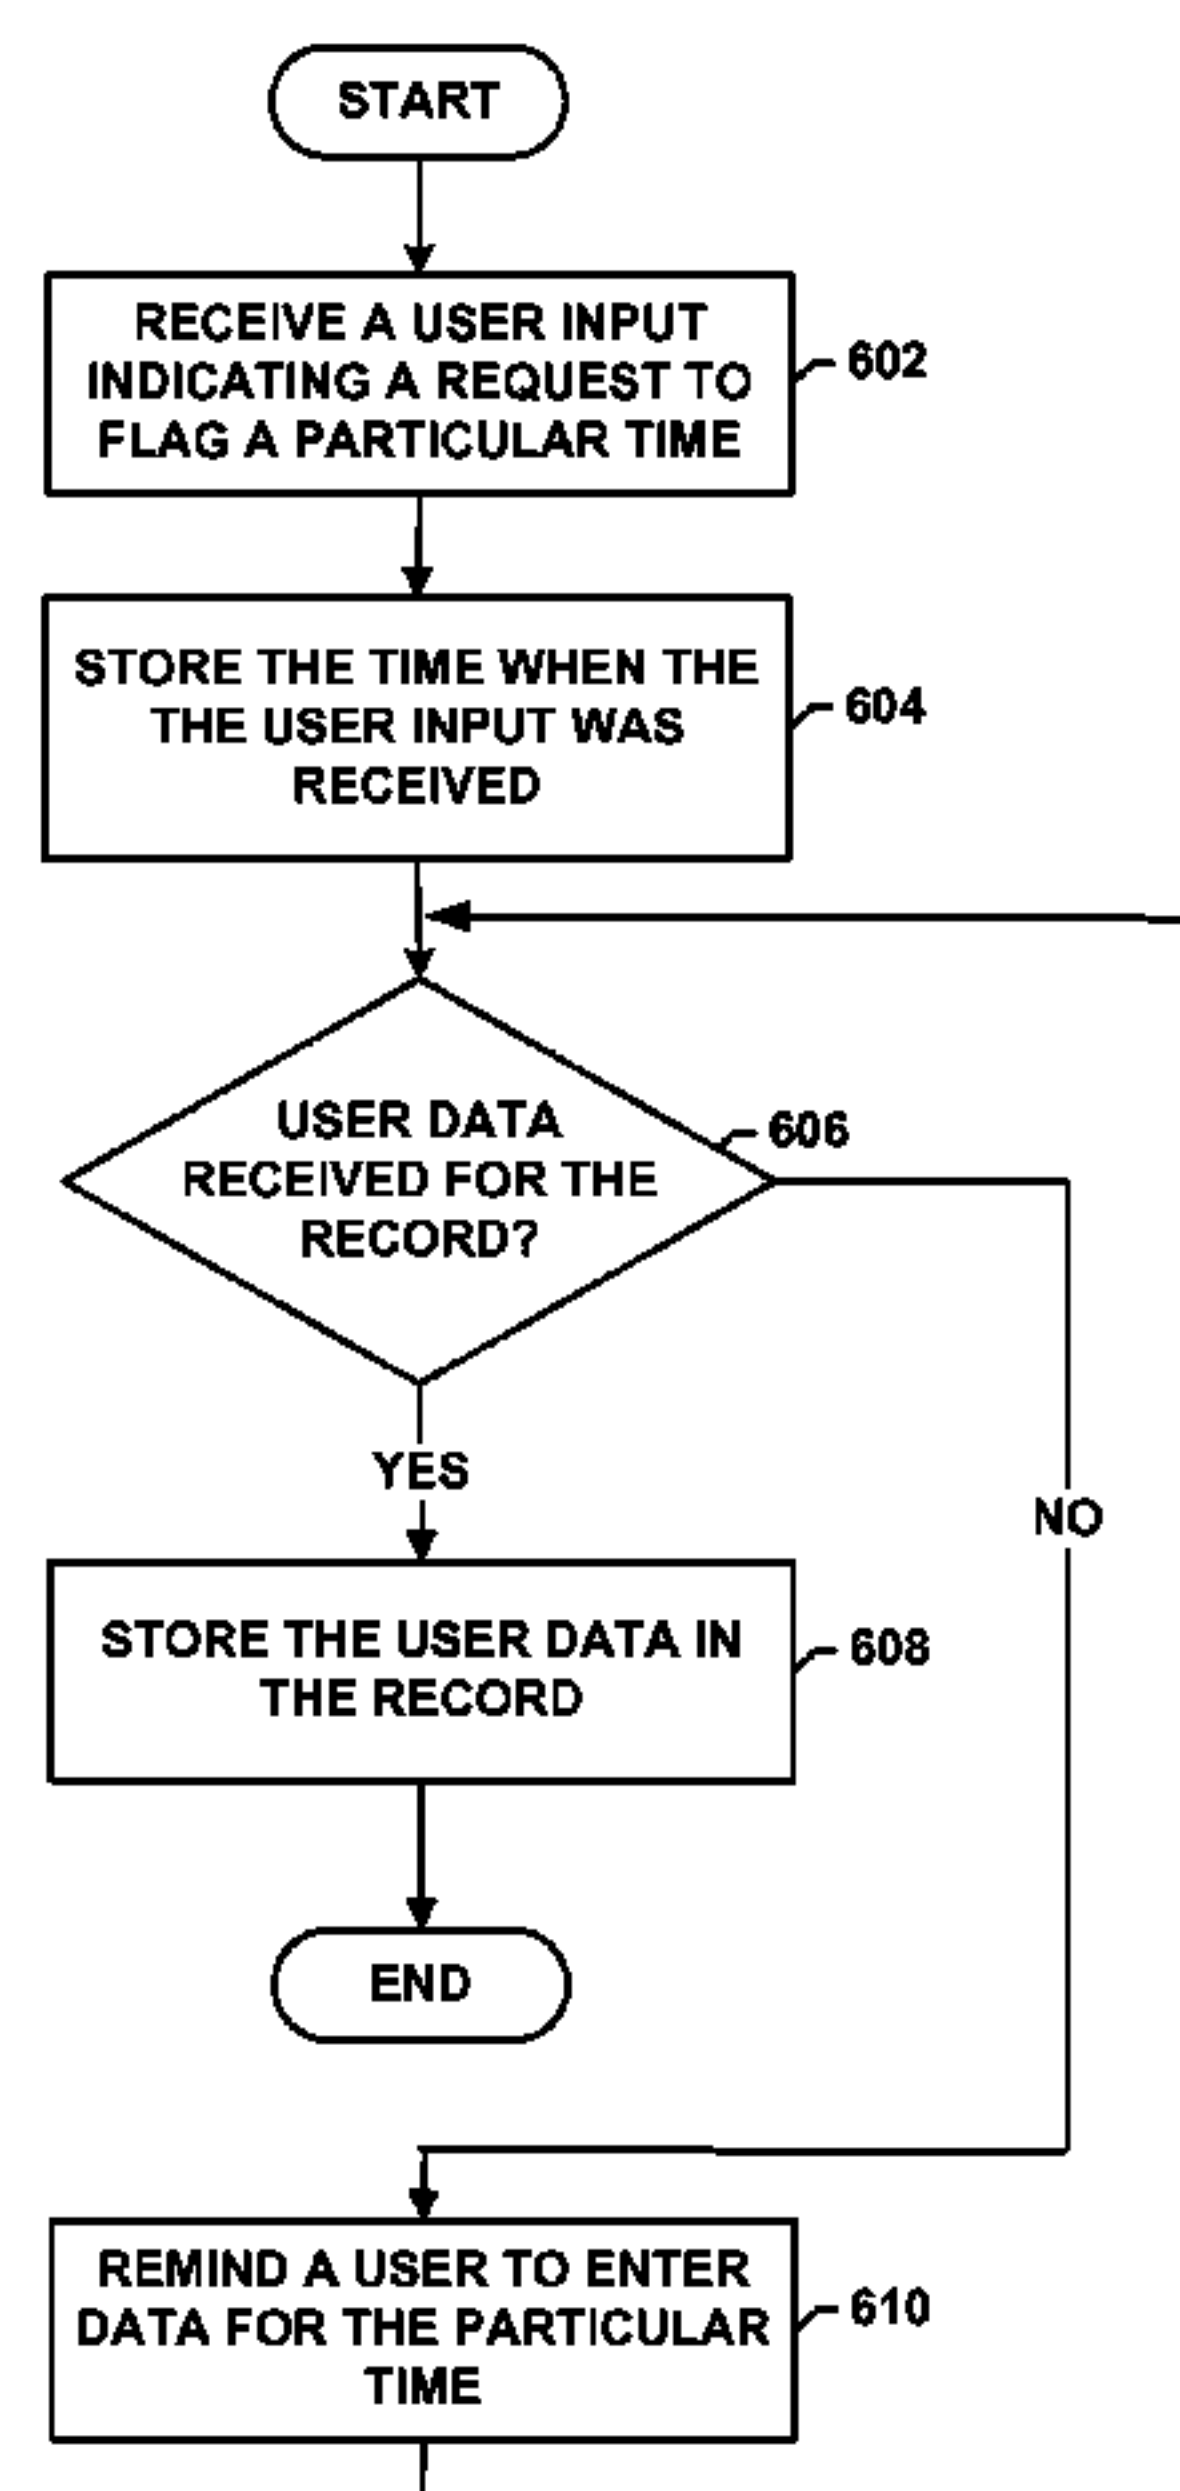 START
RECEIVE A USER INPUT
INDICATING A REQUEST TO
FLAG A PARTICULAR TIME
602
STORE THE TIME WHEN THE
THE USER INPUT WAS
RECEIVED
604
USER DATA
RECEIVED FOR THE
RECORD?
606
YES
NO
STORE THE USER DATA IN
THE RECORD
608
END
REMIND A USER TO ENTER
DATA FOR THE PARTICULAR
TIME
610